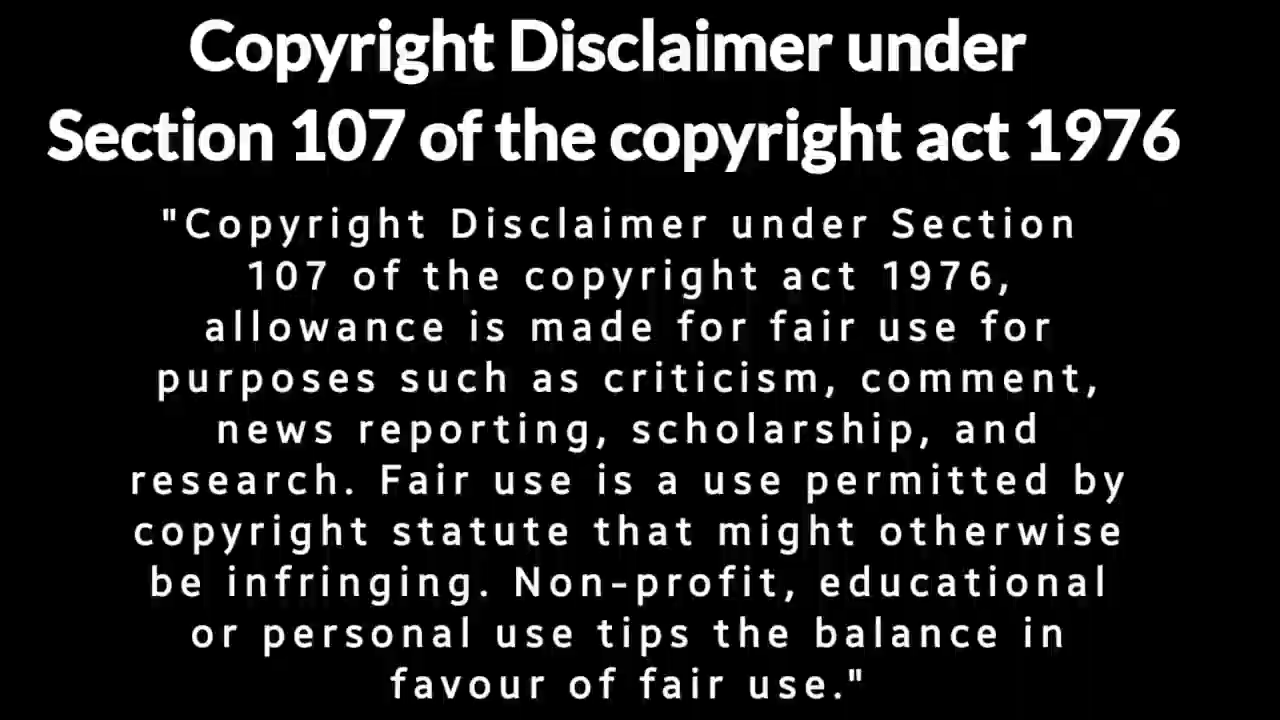 Copyright Disclaimer under
Section 107 of the copyright act 1976
"Copyright Disclaimer under Section
107 of the copyright act 1976,
allowance is made for fair use for
purposes such as criticism, comment,
news reporting, scholarship, and
research. Fair use is a use permitted by
copyright statute that might otherwise
be infringing. Non-profit, educational
or personal use tips the balance in
favour of fair use."